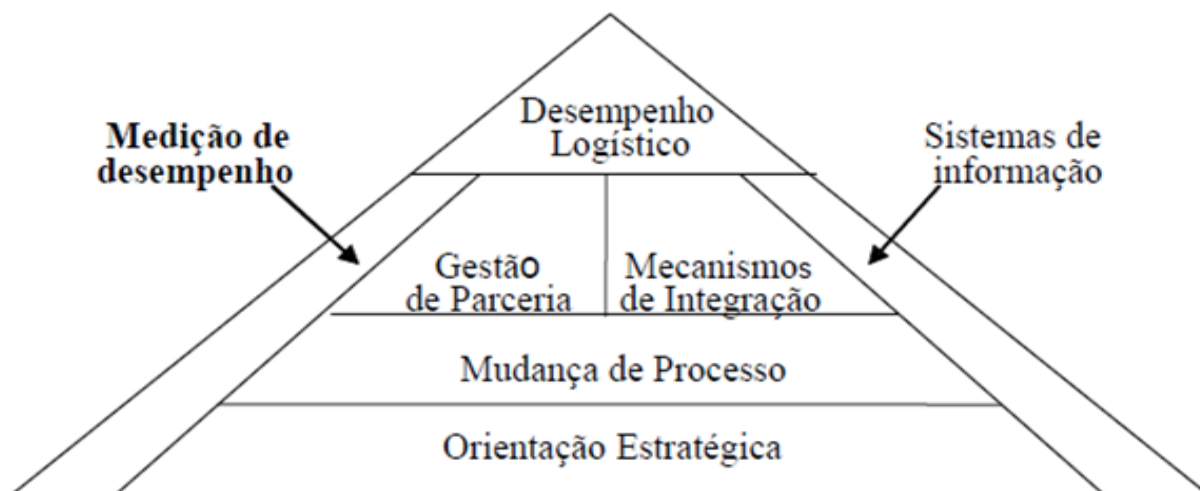 Desempenho
Logístico
Medição de
desempenho
Sistemas de
informação
Gestão
de Parceria
Mecanismos
de Integração
Mudança de Processo
Orientação Estratégica